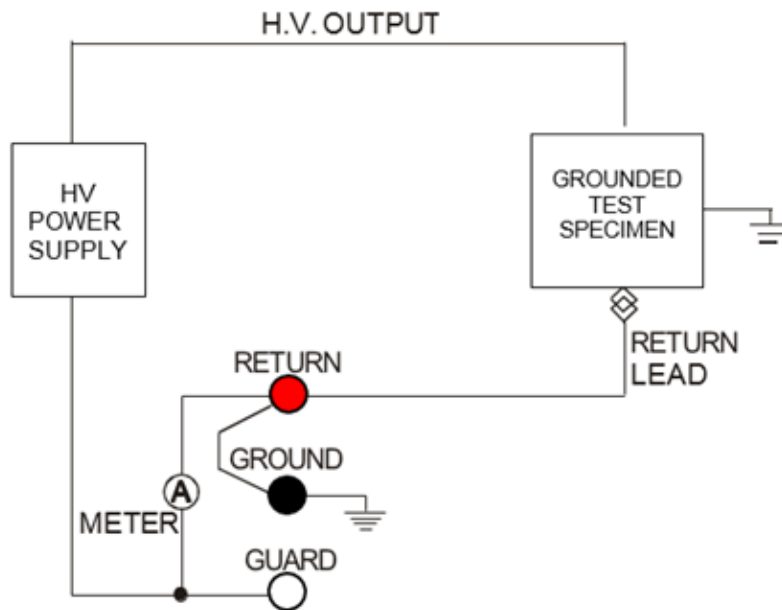 H.V. OUTPUT
HV
POWER
SUPPLY
GROUNDED
TEST
SPECIMEN
RETURN
LEAD
RETURN
GROUND
A
METER
GUARD